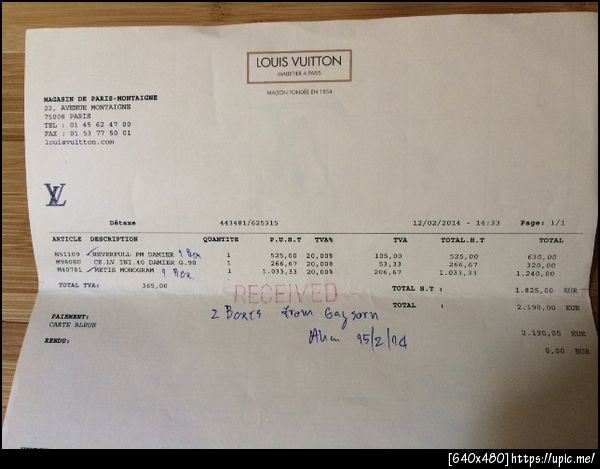 LOUIS VUITTON
MALLETIER A PARIS
MAISON FONDÉE EN 1854
MAGASIN DE PARIS-MONTAIGNE
22, AVENUE MONTAIGNE
75008 PARIS
TEL : 01 45 62 47 00
FAX : 01 53 77 50 01
louisvuitton.com
LV
Détaxe 443481/625315 12/02/2014 - 14:33 Page: 1/1
ARTICLE DESCRIPTION QUANTITE P.U.H.T TVA% TVA TOTAL.H.T TOTAL
N51109 NEVERFULL PM DAMIER 1 Box 1 525,00 20,00% 105,00 525,00 630,00
M9808U CE.LV INI.40 DAMIER G.90 1 266,67 20,00% 53,33 266,67 320,00
M40781 METIS MONOGRAM 1 Box 1 1.033,33 20,00% 206,67 1.033,33 1.240,00
TOTAL TVA: 365,00 TOTAL H.T : 1.825,00 EUR
RECEIVED
TOTAL : 2.190,00 EUR
2 Boxes from Gaysorn
PAIEMENT:
CARTE BLEUE 2.190,00 EUR
RENDU: 0,00 EUR
[640x480]https://upic.me/